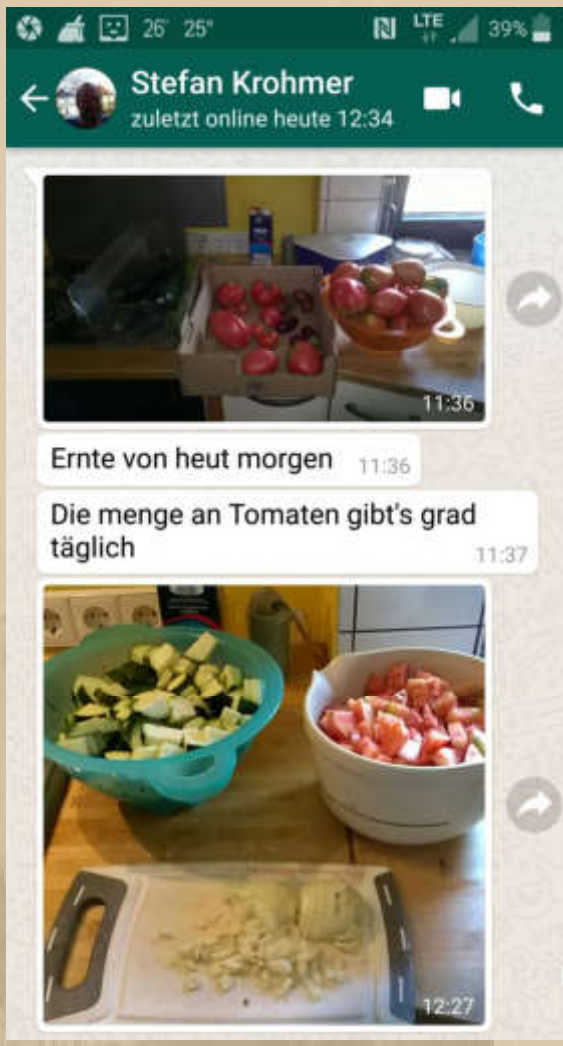 26° 25° LTE 39%
Stefan Krohmer
zuletzt online heute 12:34
11:36
Ernte von heut morgen 11:36
Die menge an Tomaten gibt's grad
täglich 11:37
12:27